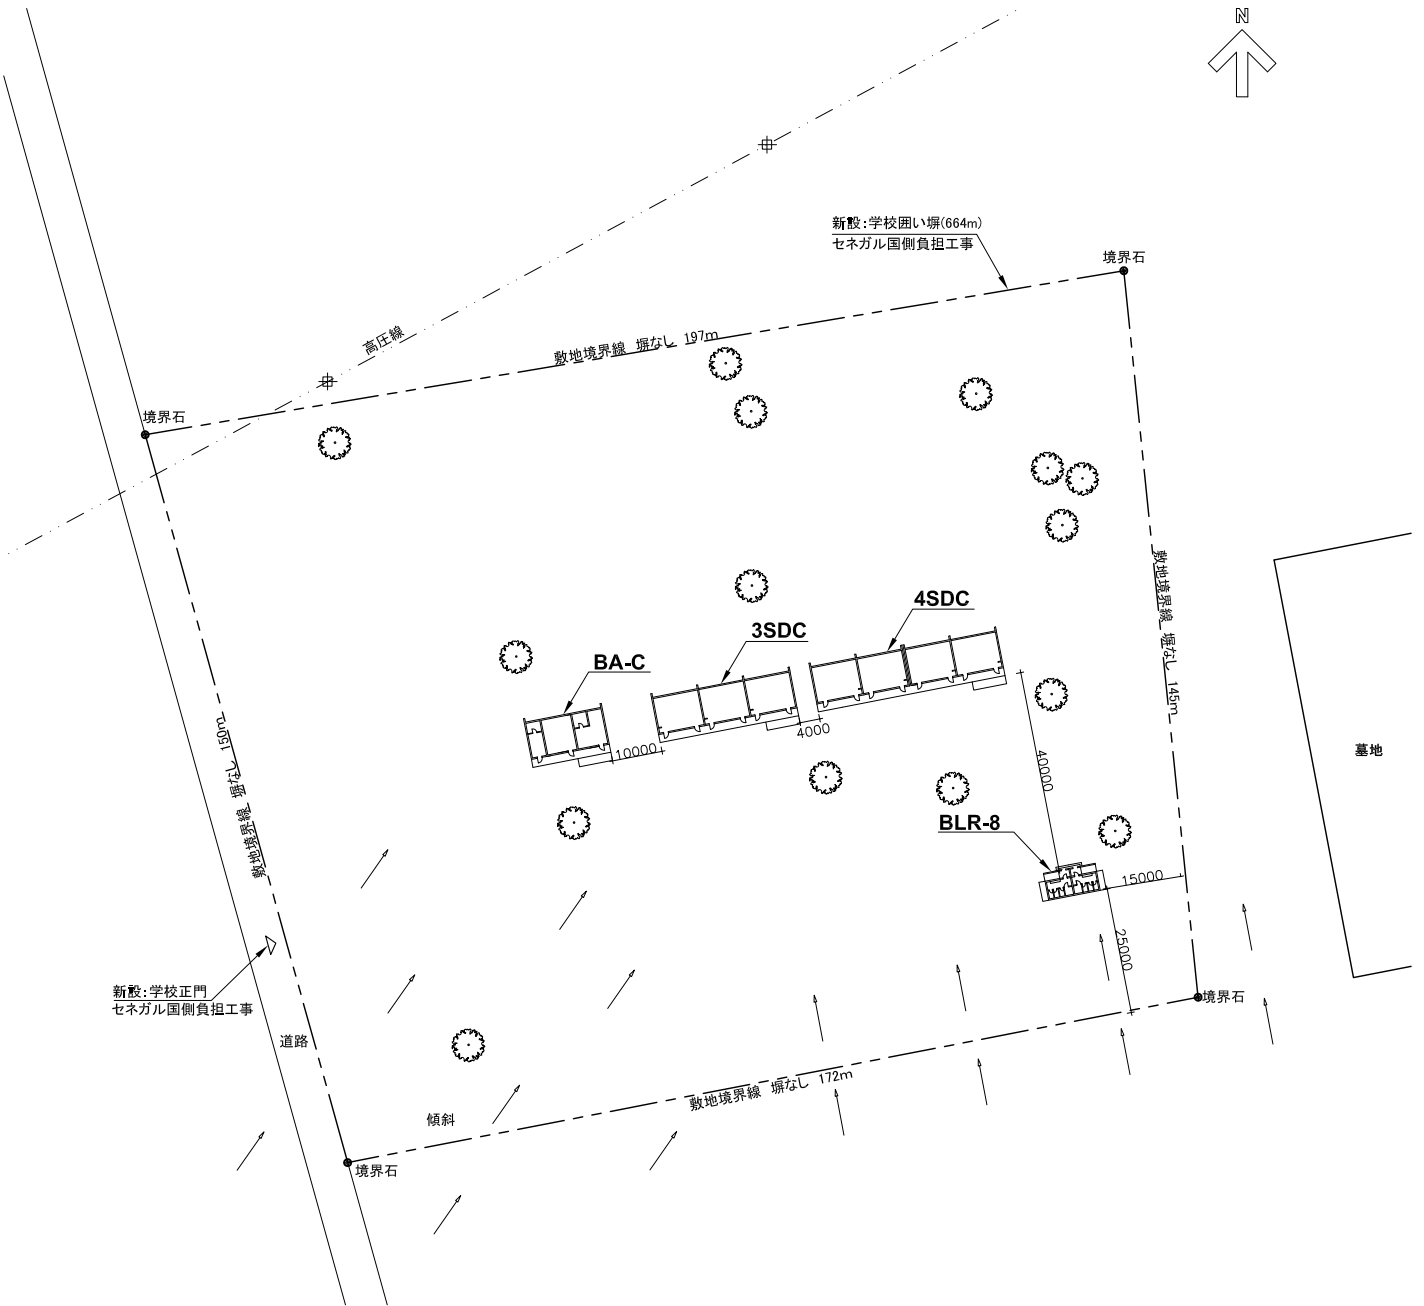 N
新設:学校囲い塀(664m)
セネガル国側負担工事
境界石
高圧線
敷地境界線 塀なし 197m
境界石
敷地境界線 塀なし 145m
4SDC
3SDC
BA-C
10000
4000
40000
墓地
敷地境界線 塀なし 150m
BLR-8
15000
25000
新設:学校正門
セネガル国側負担工事
境界石
道路
敷地境界線 塀なし 172m
傾斜
境界石